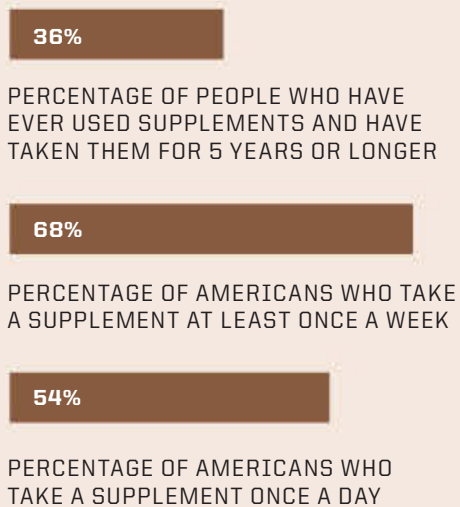 36%
PERCENTAGE OF PEOPLE WHO HAVE
EVER USED SUPPLEMENTS AND HAVE
TAKEN THEM FOR 5 YEARS OR LONGER
68%
PERCENTAGE OF AMERICANS WHO TAKE
A SUPPLEMENT AT LEAST ONCE A WEEK
54%
PERCENTAGE OF AMERICANS WHO
TAKE A SUPPLEMENT ONCE A DAY